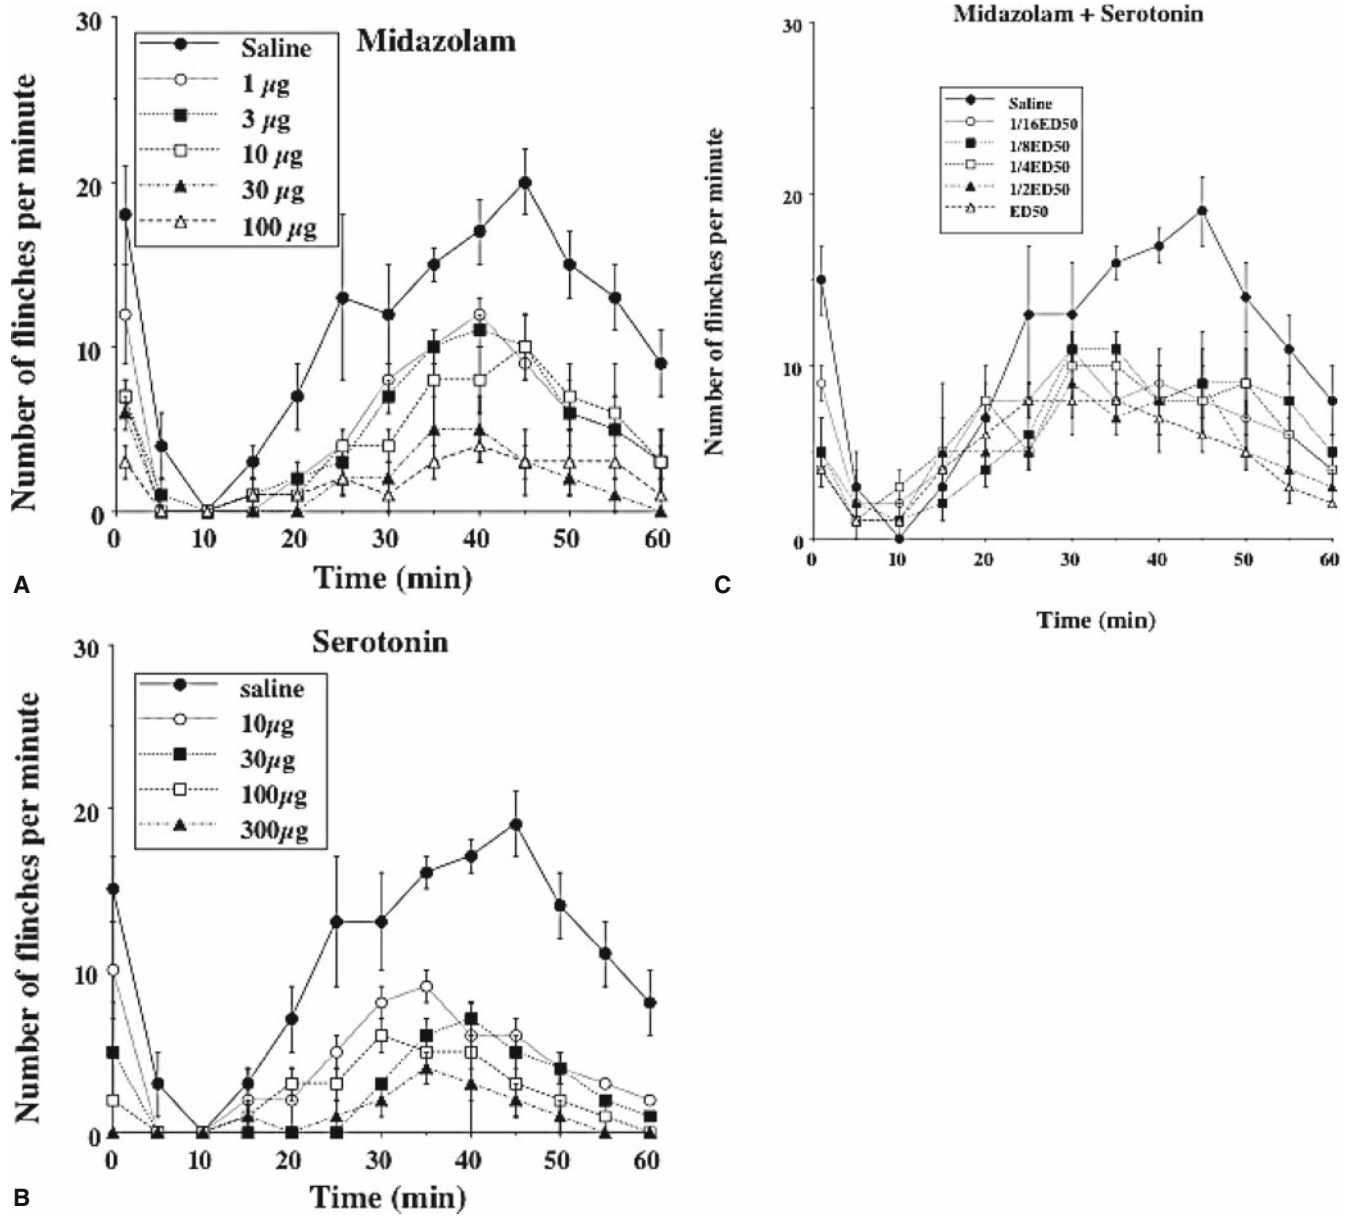 Midazolam
Number of flinches per minute
30
20
10
0
Saline
1 µg
3 µg
10 µg
30 µg
100 µg
0 10 20 30 40 50 60
Time (min)
A
Midazolam + Serotonin
Number of flinches per minute
30
20
10
0
Saline
1/16ED50
1/8ED50
1/4ED50
1/2ED50
ED50
0 10 20 30 40 50 60
C
Time (min)
Serotonin
Number of flinches per minute
30
20
10
0
saline
10µg
30µg
100µg
300µg
0 10 20 30 40 50 60
Time (min)
B